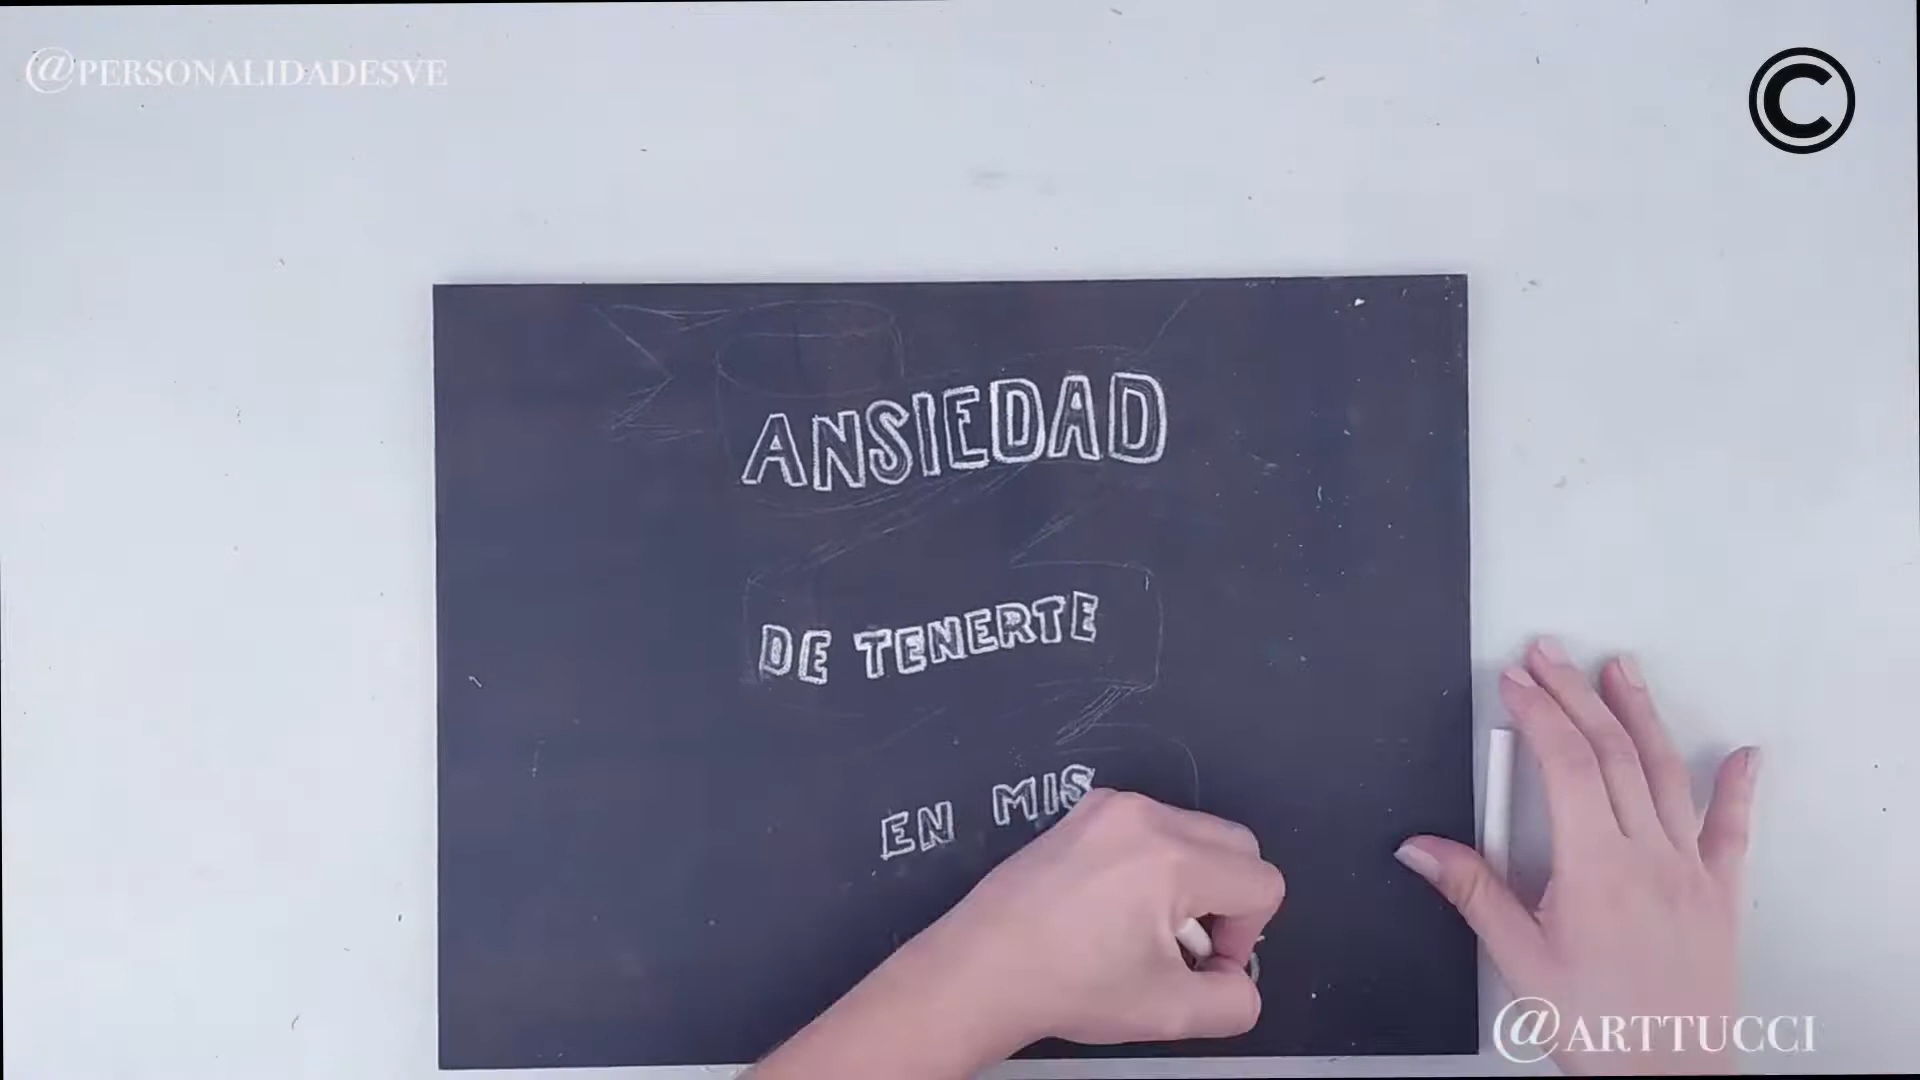 @PERSONALIDADESVE
©
ANSIEDAD
DE TENERTE
EN MIS
@ARTTUCCI